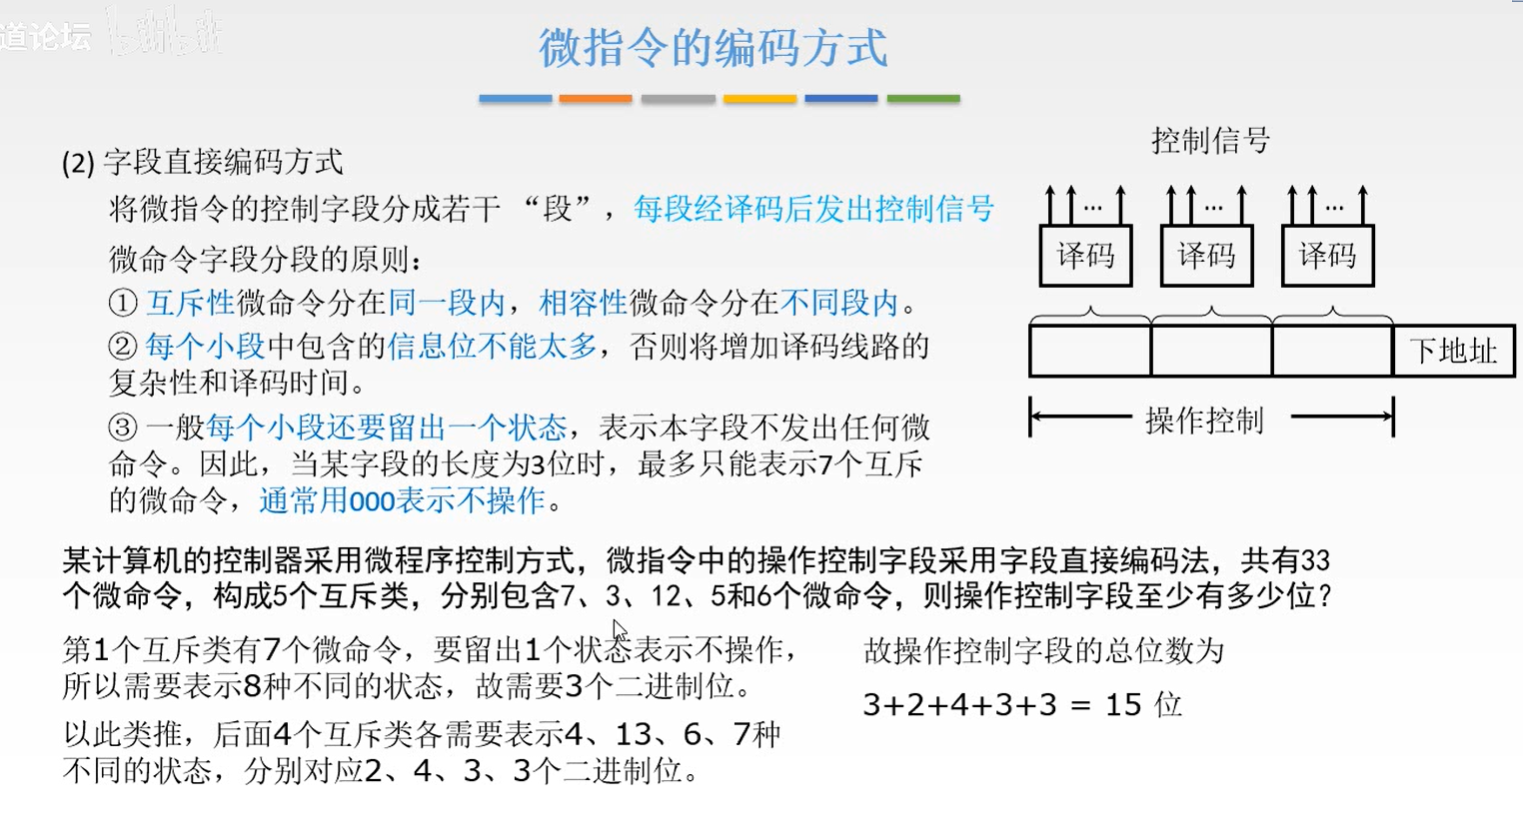 道论坛 bilibili
微指令的编码方式
(2) 字段直接编码方式
将微指令的控制字段分成若干 “段”，每段经译码后发出控制信号
微命令字段分段的原则：
① 互斥性微命令分在同一段内，相容性微命令分在不同段内。
② 每个小段中包含的信息位不能太多，否则将增加译码线路的
复杂性和译码时间。
③ 一般每个小段还要留出一个状态，表示本字段不发出任何微
命令。因此，当某字段的长度为3位时，最多只能表示7个互斥
的微命令，通常用000表示不操作。
控制信号
... ... ...
译码 译码 译码
下地址
操作控制
某计算机的控制器采用微程序控制方式，微指令中的操作控制字段采用字段直接编码法，共有33
个微命令，构成5个互斥类，分别包含7、3、12、5和6个微命令，则操作控制字段至少有多少位？
第1个互斥类有7个微命令，要留出1个状态表示不操作，
所以需要表示8种不同的状态，故需要3个二进制位。
以此类推，后面4个互斥类各需要表示4、13、6、7种
不同的状态，分别对应2、4、3、3个二进制位。
故操作控制字段的总位数为
3+2+4+3+3 = 15 位